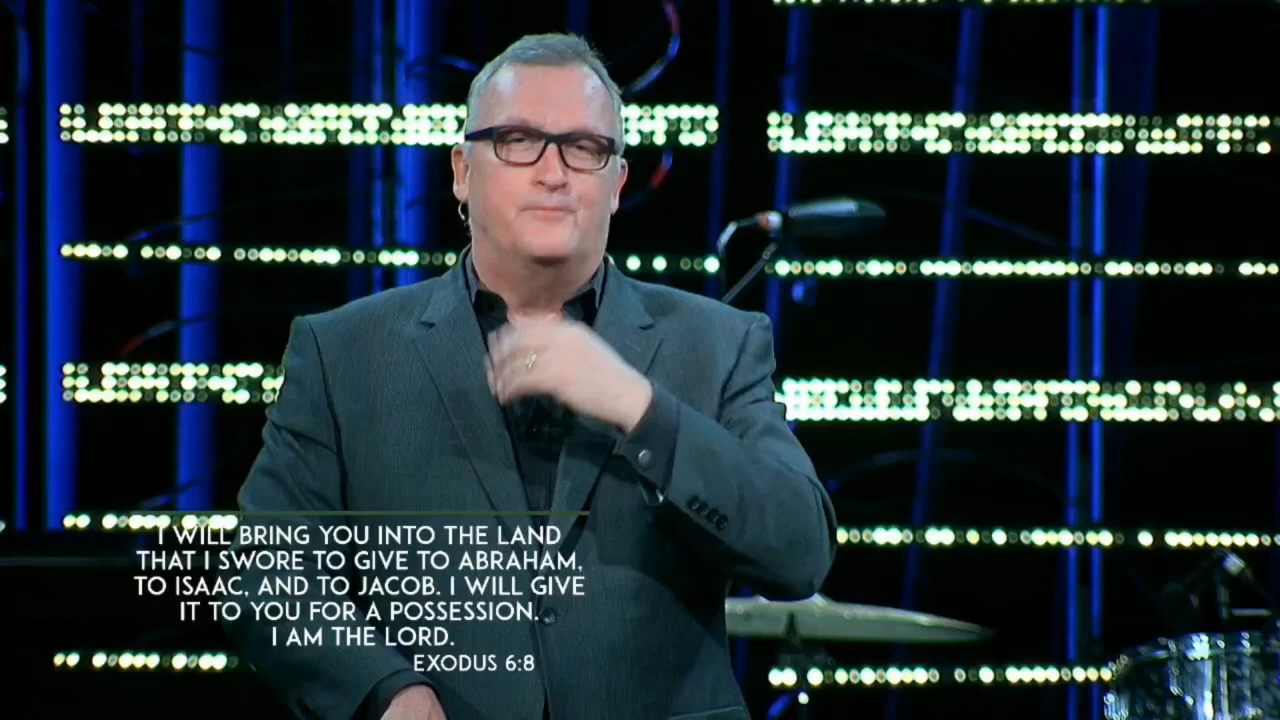 I WILL BRING YOU INTO THE LAND
THAT I SWORE TO GIVE TO ABRAHAM,
TO ISAAC, AND TO JACOB. I WILL GIVE
IT TO YOU FOR A POSSESSION.
I AM THE LORD.
EXODUS 6:8